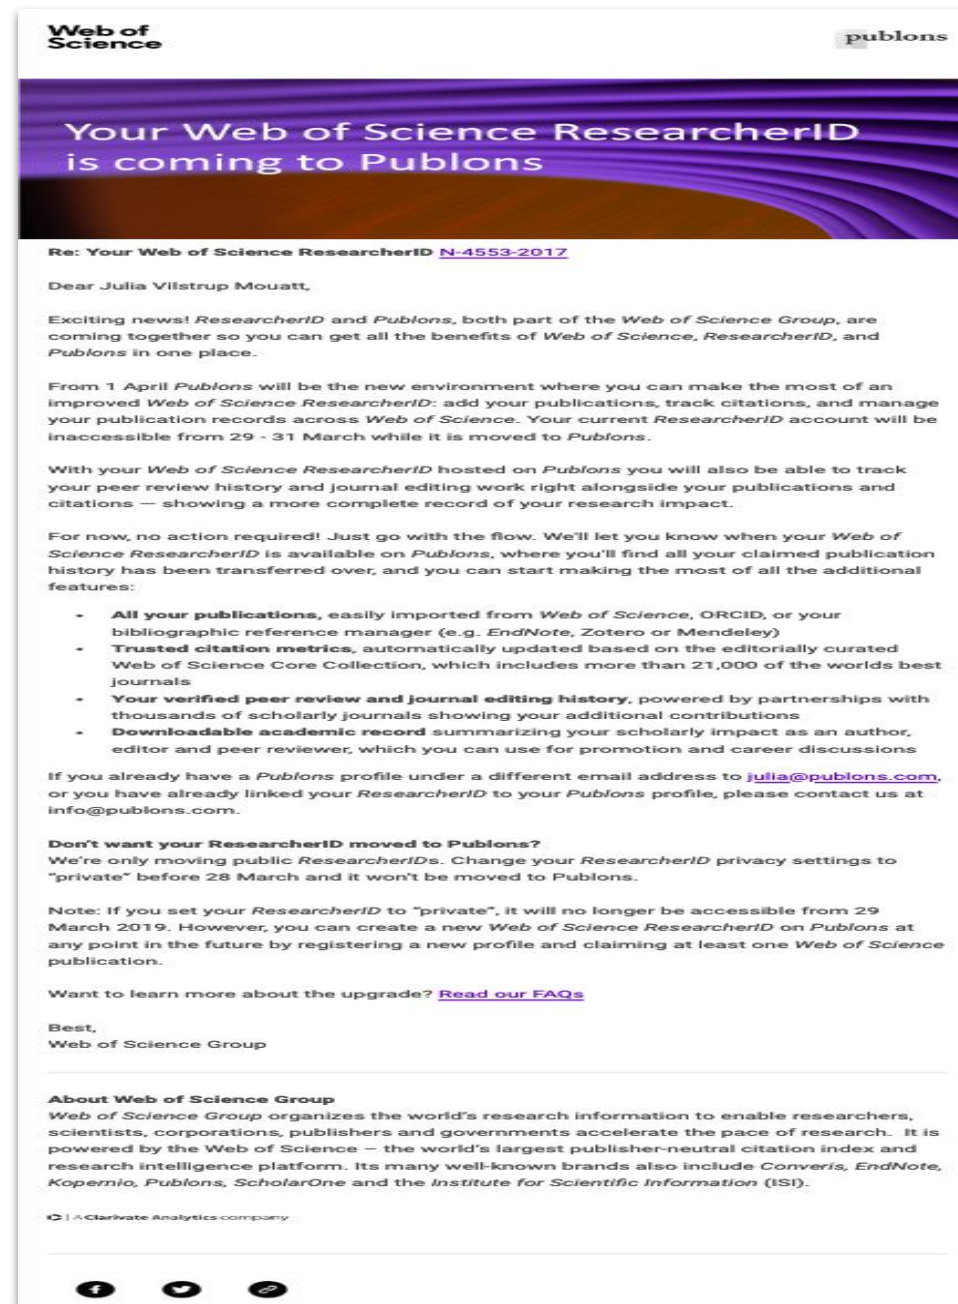 Web of
Science
publons
Your Web of Science ResearcherID
is coming to Publons
Re: Your Web of Science ResearcherID N-4553-2017
Dear Julia Vilstrup Mouatt,
Exciting news! ResearcherID and Publons, both part of the Web of Science Group, are
coming together so you can get all the benefits of Web of Science, ResearcherID, and
Publons in one place.
From 1 April Publons will be the new environment where you can make the most of an
improved Web of Science ResearcherID: add your publications, track citations, and manage
your publication records across Web of Science. Your current ResearcherID account will be
inaccessible from 29 - 31 March while it is moved to Publons.
With your Web of Science ResearcherID hosted on Publons you will also be able to track
your peer review history and journal editing work right alongside your publications and
citations — showing a more complete record of your research impact.
For now, no action required! Just go with the flow. We'll let you know when your Web of
Science ResearcherID is available on Publons, where you'll find all your claimed publication
history has been transferred over, and you can start making the most of all the additional
features:
• All your publications, easily imported from Web of Science, ORCID, or your
bibliographic reference manager (e.g. EndNote, Zotero or Mendeley)
• Trusted citation metrics, automatically updated based on the editorially curated
Web of Science Core Collection, which includes more than 21,000 of the worlds best
journals
• Your verified peer review and journal editing history, powered by partnerships with
thousands of scholarly journals showing your additional contributions
• Downloadable academic record summarizing your scholarly impact as an author,
editor and peer reviewer, which you can use for promotion and career discussions
If you already have a Publons profile under a different email address to julia@publons.com,
or you have already linked your ResearcherID to your Publons profile, please contact us at
info@publons.com.
Don't want your ResearcherID moved to Publons?
We're only moving public ResearcherIDs. Change your ResearcherID privacy settings to
"private" before 28 March and it won't be moved to Publons.
Note: If you set your ResearcherID to "private", it will no longer be accessible from 29
March 2019. However, you can create a new Web of Science ResearcherID on Publons at
any point in the future by registering a new profile and claiming at least one Web of Science
publication.
Want to learn more about the upgrade? Read our FAQs
Best,
Web of Science Group
About Web of Science Group
Web of Science Group organizes the world's research information to enable researchers,
scientists, corporations, publishers and governments accelerate the pace of research. It is
powered by the Web of Science – the world's largest publisher-neutral citation index and
research intelligence platform. Its many well-known brands also include Converis, EndNote,
Kopernio, Publons, ScholarOne and the Institute for Scientific Information (ISI).
| A Clarivate Analytics company